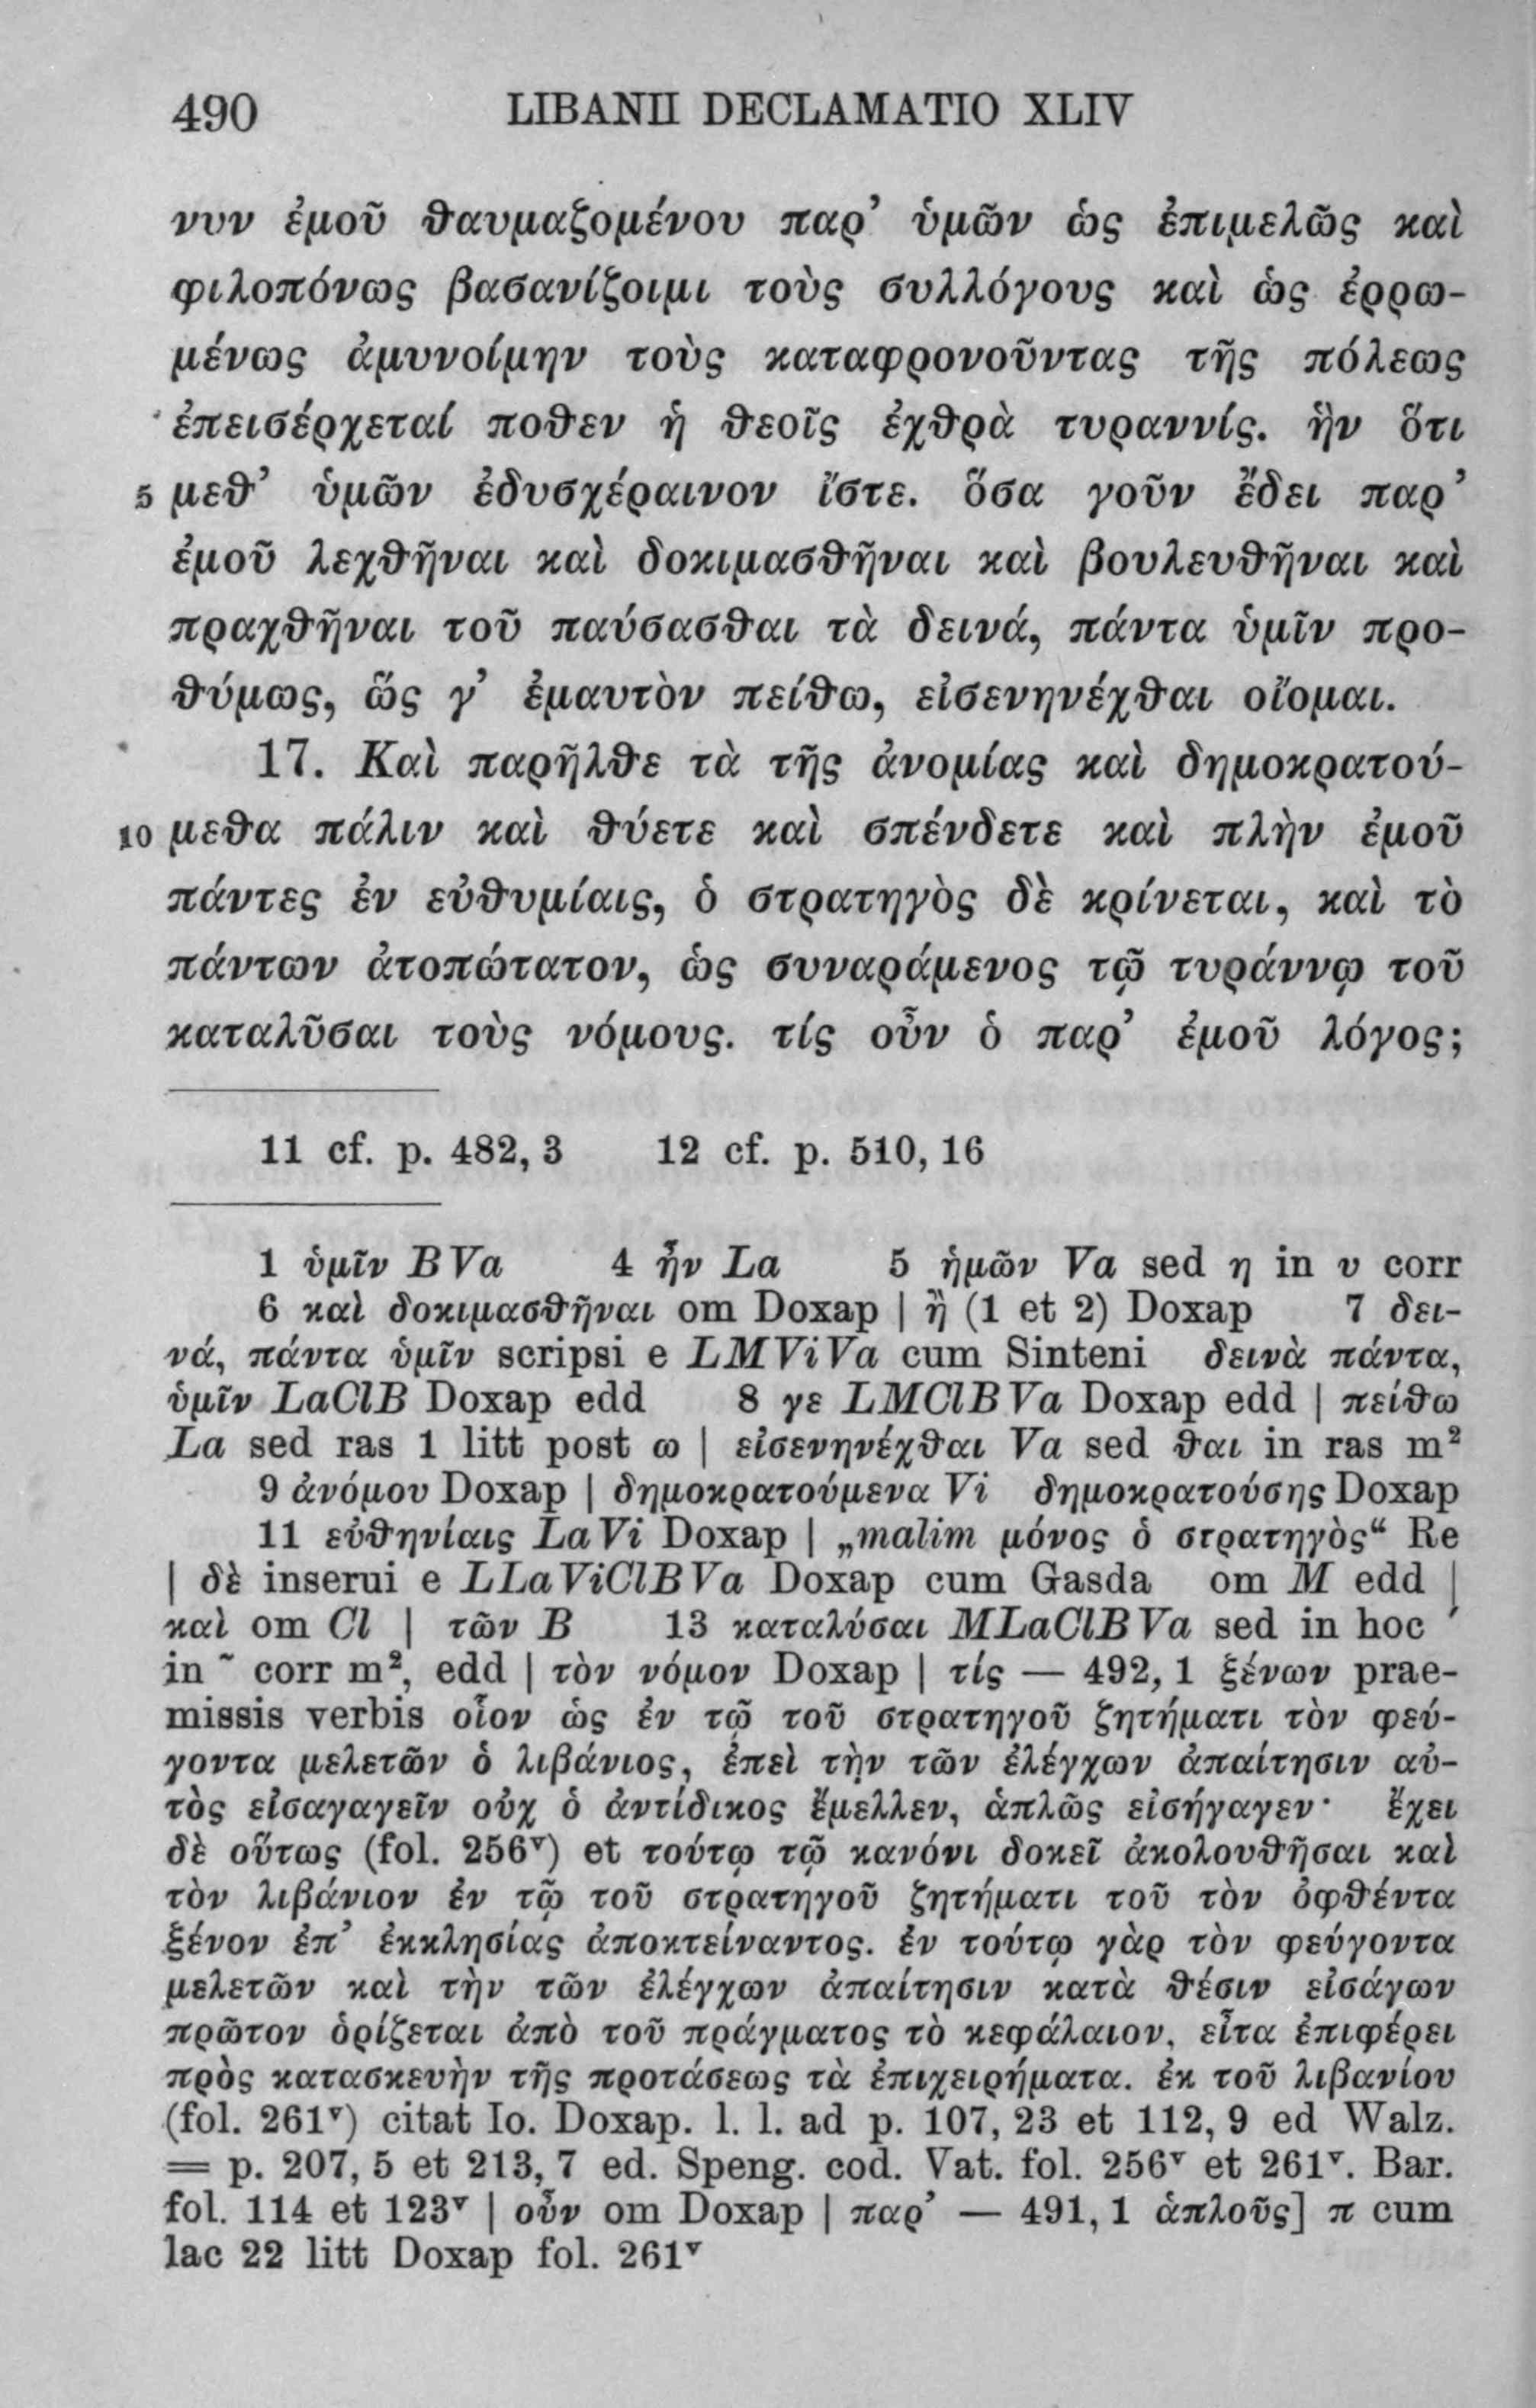 490 LIBANII DECLAMATIO XLIV
νυν ἐμοῦ θαυμαζομένου παρ’ ὑμῶν ὡς ἐπιμελῶς καὶ
φιλοπόνως βασανίζοιμι τοὺς συλλόγους καὶ ὡς ἐρρω-
μένως ἀμυνοίμην τοὺς καταφρονοῦντας τῆς πόλεως
ἐπεισέρχεταί ποθεν ἡ θεοῖς ἐχθρὰ τυραννίς. ἣν ὅτι
5 μεθ’ ὑμῶν ἐδυσχέραινον ἴστε. ὅσα γοῦν ἔδει παρ’
ἐμοῦ λεχθῆναι καὶ δοκιμασθῆναι καὶ βουλευθῆναι καὶ
πραχθῆναι τοῦ παύσασθαι τὰ δεινά, πάντα ὑμῖν προ-
θύμως, ὥς γ’ ἐμαυτὸν πείθω, εἰσενηνέχθαι οἴομαι.
17. Καὶ παρῆλθε τὰ τῆς ἀνομίας καὶ δημοκρατού-
10 μεθα πάλιν καὶ θύετε καὶ σπένδετε καὶ πλὴν ἐμοῦ
πάντες ἐν εὐθυμίαις, ὁ στρατηγὸς δὲ κρίνεται, καὶ τὸ
πάντων ἀτοπώτατον, ὡς συναράμενος τῷ τυράννῳ τοῦ
καταλῦσαι τοὺς νόμους. τίς οὖν ὁ παρ’ ἐμοῦ λόγος;
11 cf. p. 482, 3 12 cf. p. 510, 16
1 ὑμῖν B Va 4 ἦν La 5 ἡμῶν Va sed η in υ corr
6 καὶ δοκιμασθῆναι om Doxap | ἢ (1 et 2) Doxap 7 δει-
νά, πάντα ὑμῖν scripsi e LMViVa cum Sinteni δεινὰ πάντα,
ὑμῖν LaClB Doxap edd 8 γε LMClBVa Doxap edd | πείθω
La sed ras 1 litt post ω | εἰσενηνέχθαι Va sed θαι in ras m²
9 ἀνόμου Doxap | δημοκρατούμενα Vi δημοκρατούσης Doxap
11 εὐθηνίαις LaVi Doxap | „malim μόνος ὁ στρατηγὸς“ Re
| δὲ inserui e LLaViClBVa Doxap cum Gasda om M edd |
καὶ om Cl | τῶν B 13 καταλύσαι MLaClBVa sed in hoc ´
in ˜ corr m², edd | τὸν νόμον Doxap | τίς — 492, 1 ξένων prae-
missis verbis οἷον ὡς ἐν τῷ τοῦ στρατηγοῦ ζητήματι τὸν φεύ-
γοντα μελετῶν ὁ λιβάνιος, ἐπεὶ τὴν τῶν ἐλέγχων ἀπαίτησιν αὐ-
τὸς εἰσαγαγεῖν οὐχ ὁ ἀντίδικος ἔμελλεν, ἁπλῶς εἰσήγαγεν· ἔχει
δὲ οὕτως (fol. 256ᵛ) et τούτῳ τῷ κανόνι δοκεῖ ἀκολουθῆσαι καὶ
τὸν λιβάνιον ἐν τῷ τοῦ στρατηγοῦ ζητήματι τοῦ τὸν ὀφθέντα
ξένον ἐπ’ ἐκκλησίας ἀποκτείναντος. ἐν τούτῳ γὰρ τὸν φεύγοντα
μελετῶν καὶ τὴν τῶν ἐλέγχων ἀπαίτησιν κατὰ θέσιν εἰσάγων
πρῶτον ὁρίζεται ἀπὸ τοῦ πράγματος τὸ κεφάλαιον, εἶτα ἐπιφέρει
πρὸς κατασκευὴν τῆς προτάσεως τὰ ἐπιχειρήματα. ἐκ τοῦ λιβανίου
(fol. 261ᵛ) citat Io. Doxap. l. l. ad p. 107, 23 et 112, 9 ed Walz.
= p. 207, 5 et 213, 7 ed. Speng. cod. Vat. fol. 256ᵛ et 261ᵛ. Bar.
fol. 114 et 123ᵛ | οὖν om Doxap | παρ’ — 491, 1 ἁπλοῦς] π cum
lac 22 litt Doxap fol. 261ᵛ